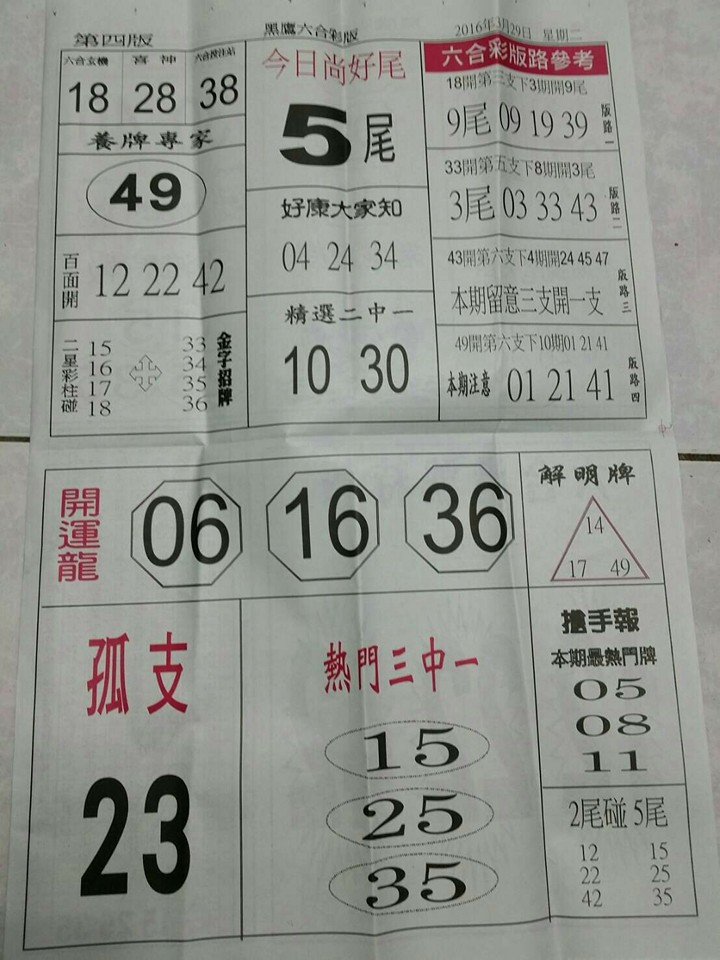 第四版
黑鷹六合彩版
2016年3月29日 星期二
六合玄機 喜神 六合投注站
18 28 38
養牌專家
49
百面開
12 22 42
二星彩柱碰
15 33
16 34
17 35
18 36
金字招牌
今日尚好尾
5尾
好康大家知
04 24 34
精選二中一
10 30
六合彩版路參考
18開第三支下3期開9尾
9尾 09 19 39
版路一
33開第五支下8期開3尾
3尾 03 33 43
版路二
43開第六支下4期開24 45 47
本期留意三支開一支
版路三
49開第六支下10期01 21 41
本期注意 01 21 41
版路四
開運龍
06 16 36
解明牌
14
17 49
孤支
23
熱門三中一
15
25
35
搶手報
本期最熱門牌
05
08
11
2尾碰5尾
12 15
22 25
42 35